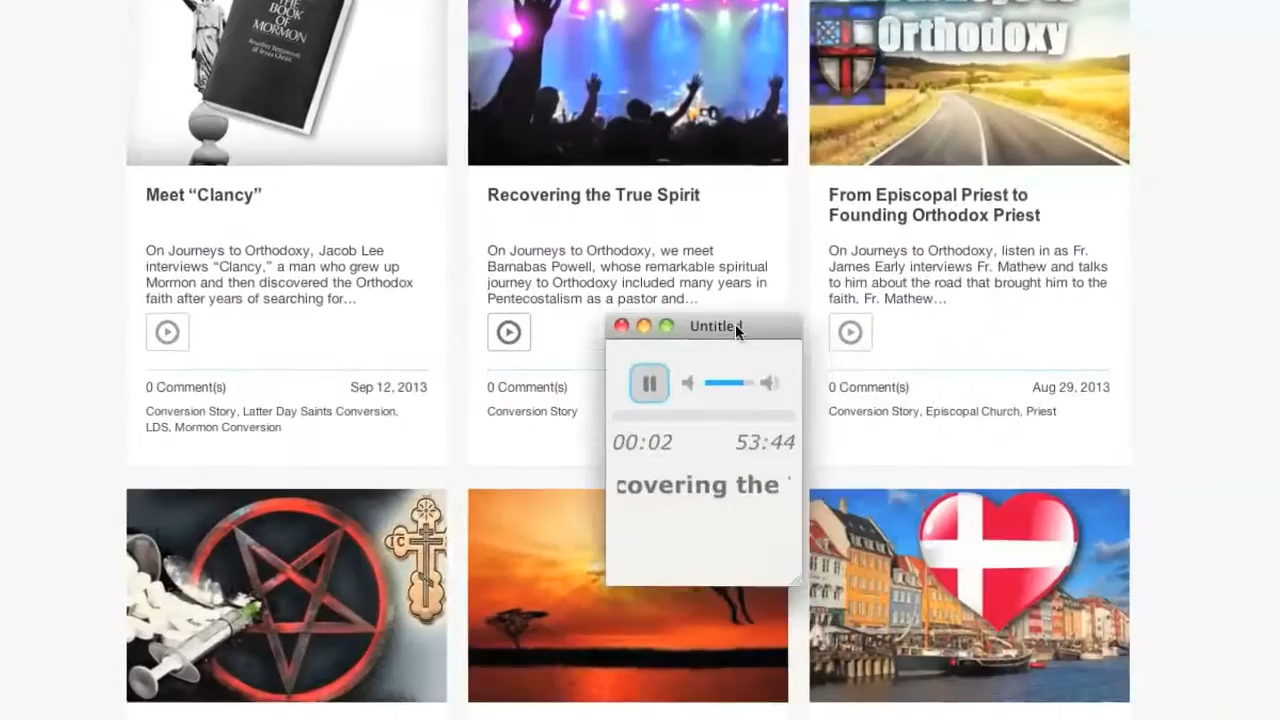 THE
BOOK
OF
MORMON
Another Testament
of Jesus Christ
Orthodoxy
Meet “Clancy”
On Journeys to Orthodoxy, Jacob Lee
interviews “Clancy,” a man who grew up
Mormon and then discovered the Orthodox
faith after years of searching for…
0 Comment(s) Sep 12, 2013
Conversion Story, Latter Day Saints Conversion,
LDS, Mormon Conversion
Recovering the True Spirit
On Journeys to Orthodoxy, we meet
Barnabas Powell, whose remarkable spiritual
journey to Orthodoxy included many years in
Pentecostalism as a pastor and…
0 Comment(s)
Conversion Story
From Episcopal Priest to
Founding Orthodox Priest
On Journeys to Orthodoxy, listen in as Fr.
James Early interviews Fr. Mathew and talks
to him about the road that brought him to the
faith. Fr. Mathew…
0 Comment(s) Aug 29, 2013
Conversion Story, Episcopal Church, Priest
Untitled
00:02 53:44
covering the
IC